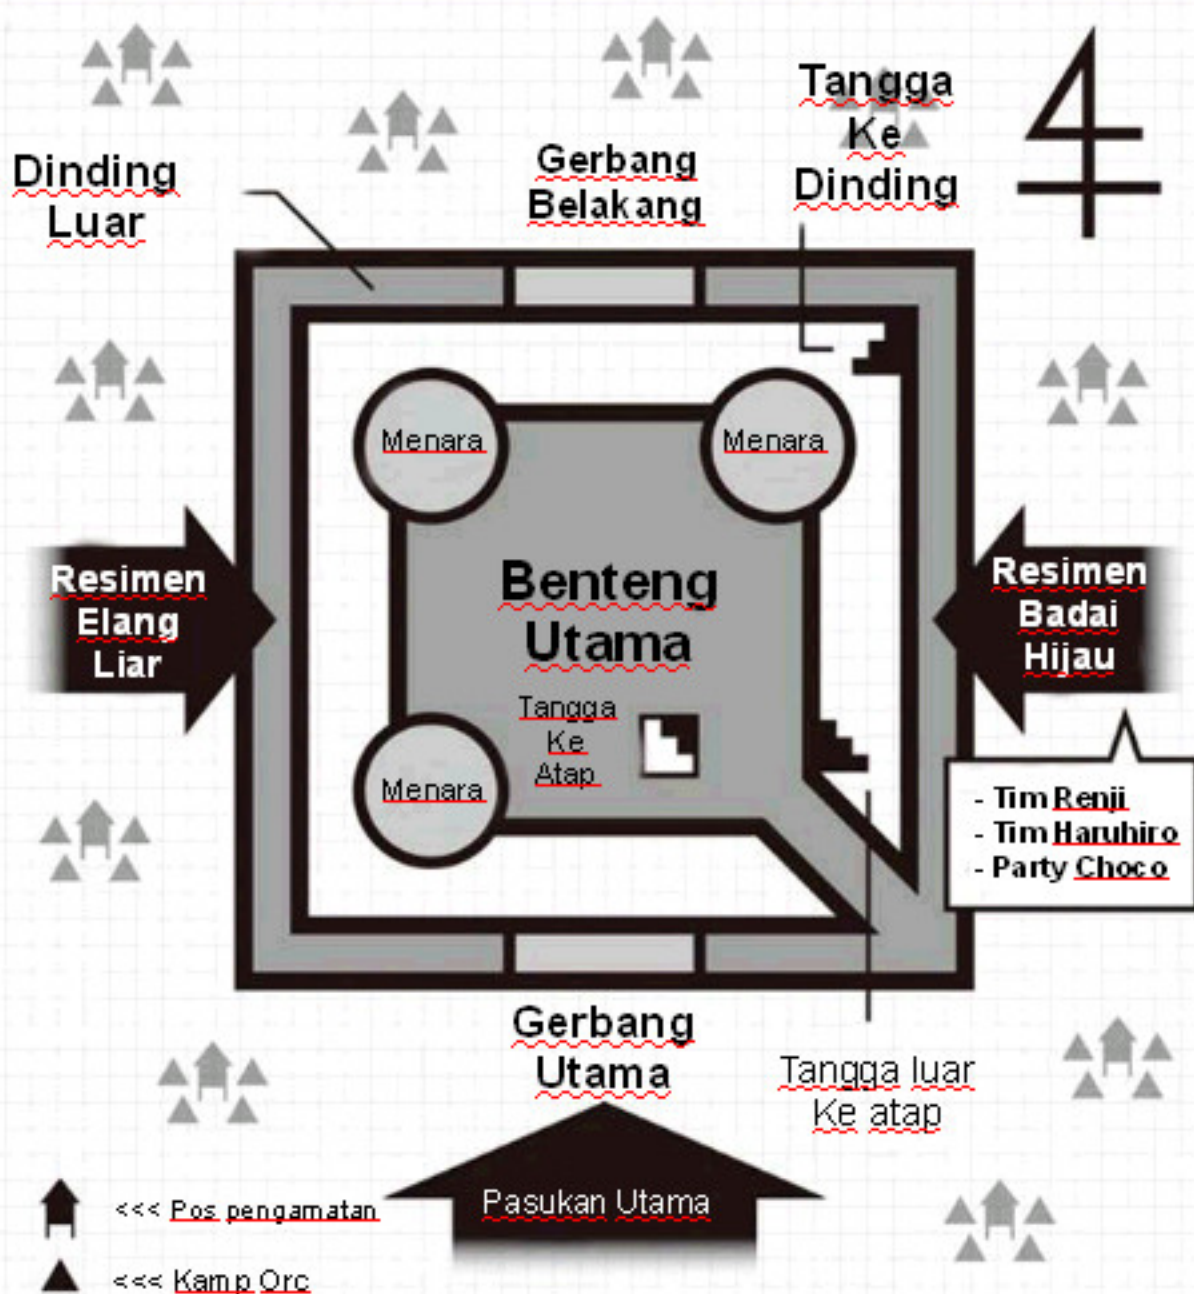 Tangga
Ke
Dinding
Dinding
Luar
Gerbang
Belakang
Menara
Menara
Benteng
Utama
Resimen
Elang
Liar
Resimen
Badai
Hijau
Tangga
Ke
Atap
Menara
- Tim Renji
- Tim Haruhiro
- Party Choco
Gerbang
Utama
Tangga luar
Ke atap
Pasukan Utama
<<< Pos pengamatan
<<< Kamp Orc